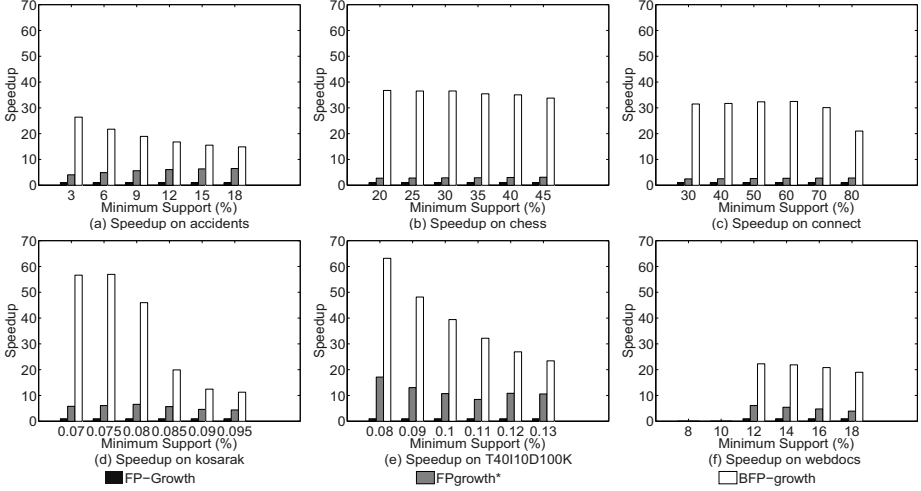 70
60
50
40
30
20
10
0
Speedup
3 6 9 12 15 18
Minimum Support (%)
(a) Speedup on accidents
70
60
50
40
30
20
10
0
Speedup
20 25 30 35 40 45
Minimum Support (%)
(b) Speedup on chess
70
60
50
40
30
20
10
0
Speedup
30 40 50 60 70 80
Minimum Support (%)
(c) Speedup on connect
70
60
50
40
30
20
10
0
Speedup
0.07 0.075 0.08 0.085 0.09 0.095
Minimum Support (%)
(d) Speedup on kosarak
70
60
50
40
30
20
10
0
Speedup
0.08 0.09 0.1 0.11 0.12 0.13
Minimum Support (%)
(e) Speedup on T40I10D100K
70
60
50
40
30
20
10
0
Speedup
8 10 12 14 16 18
Minimum Support (%)
(f) Speedup on webdocs
FP-Growth FPgrowth* BFP-growth